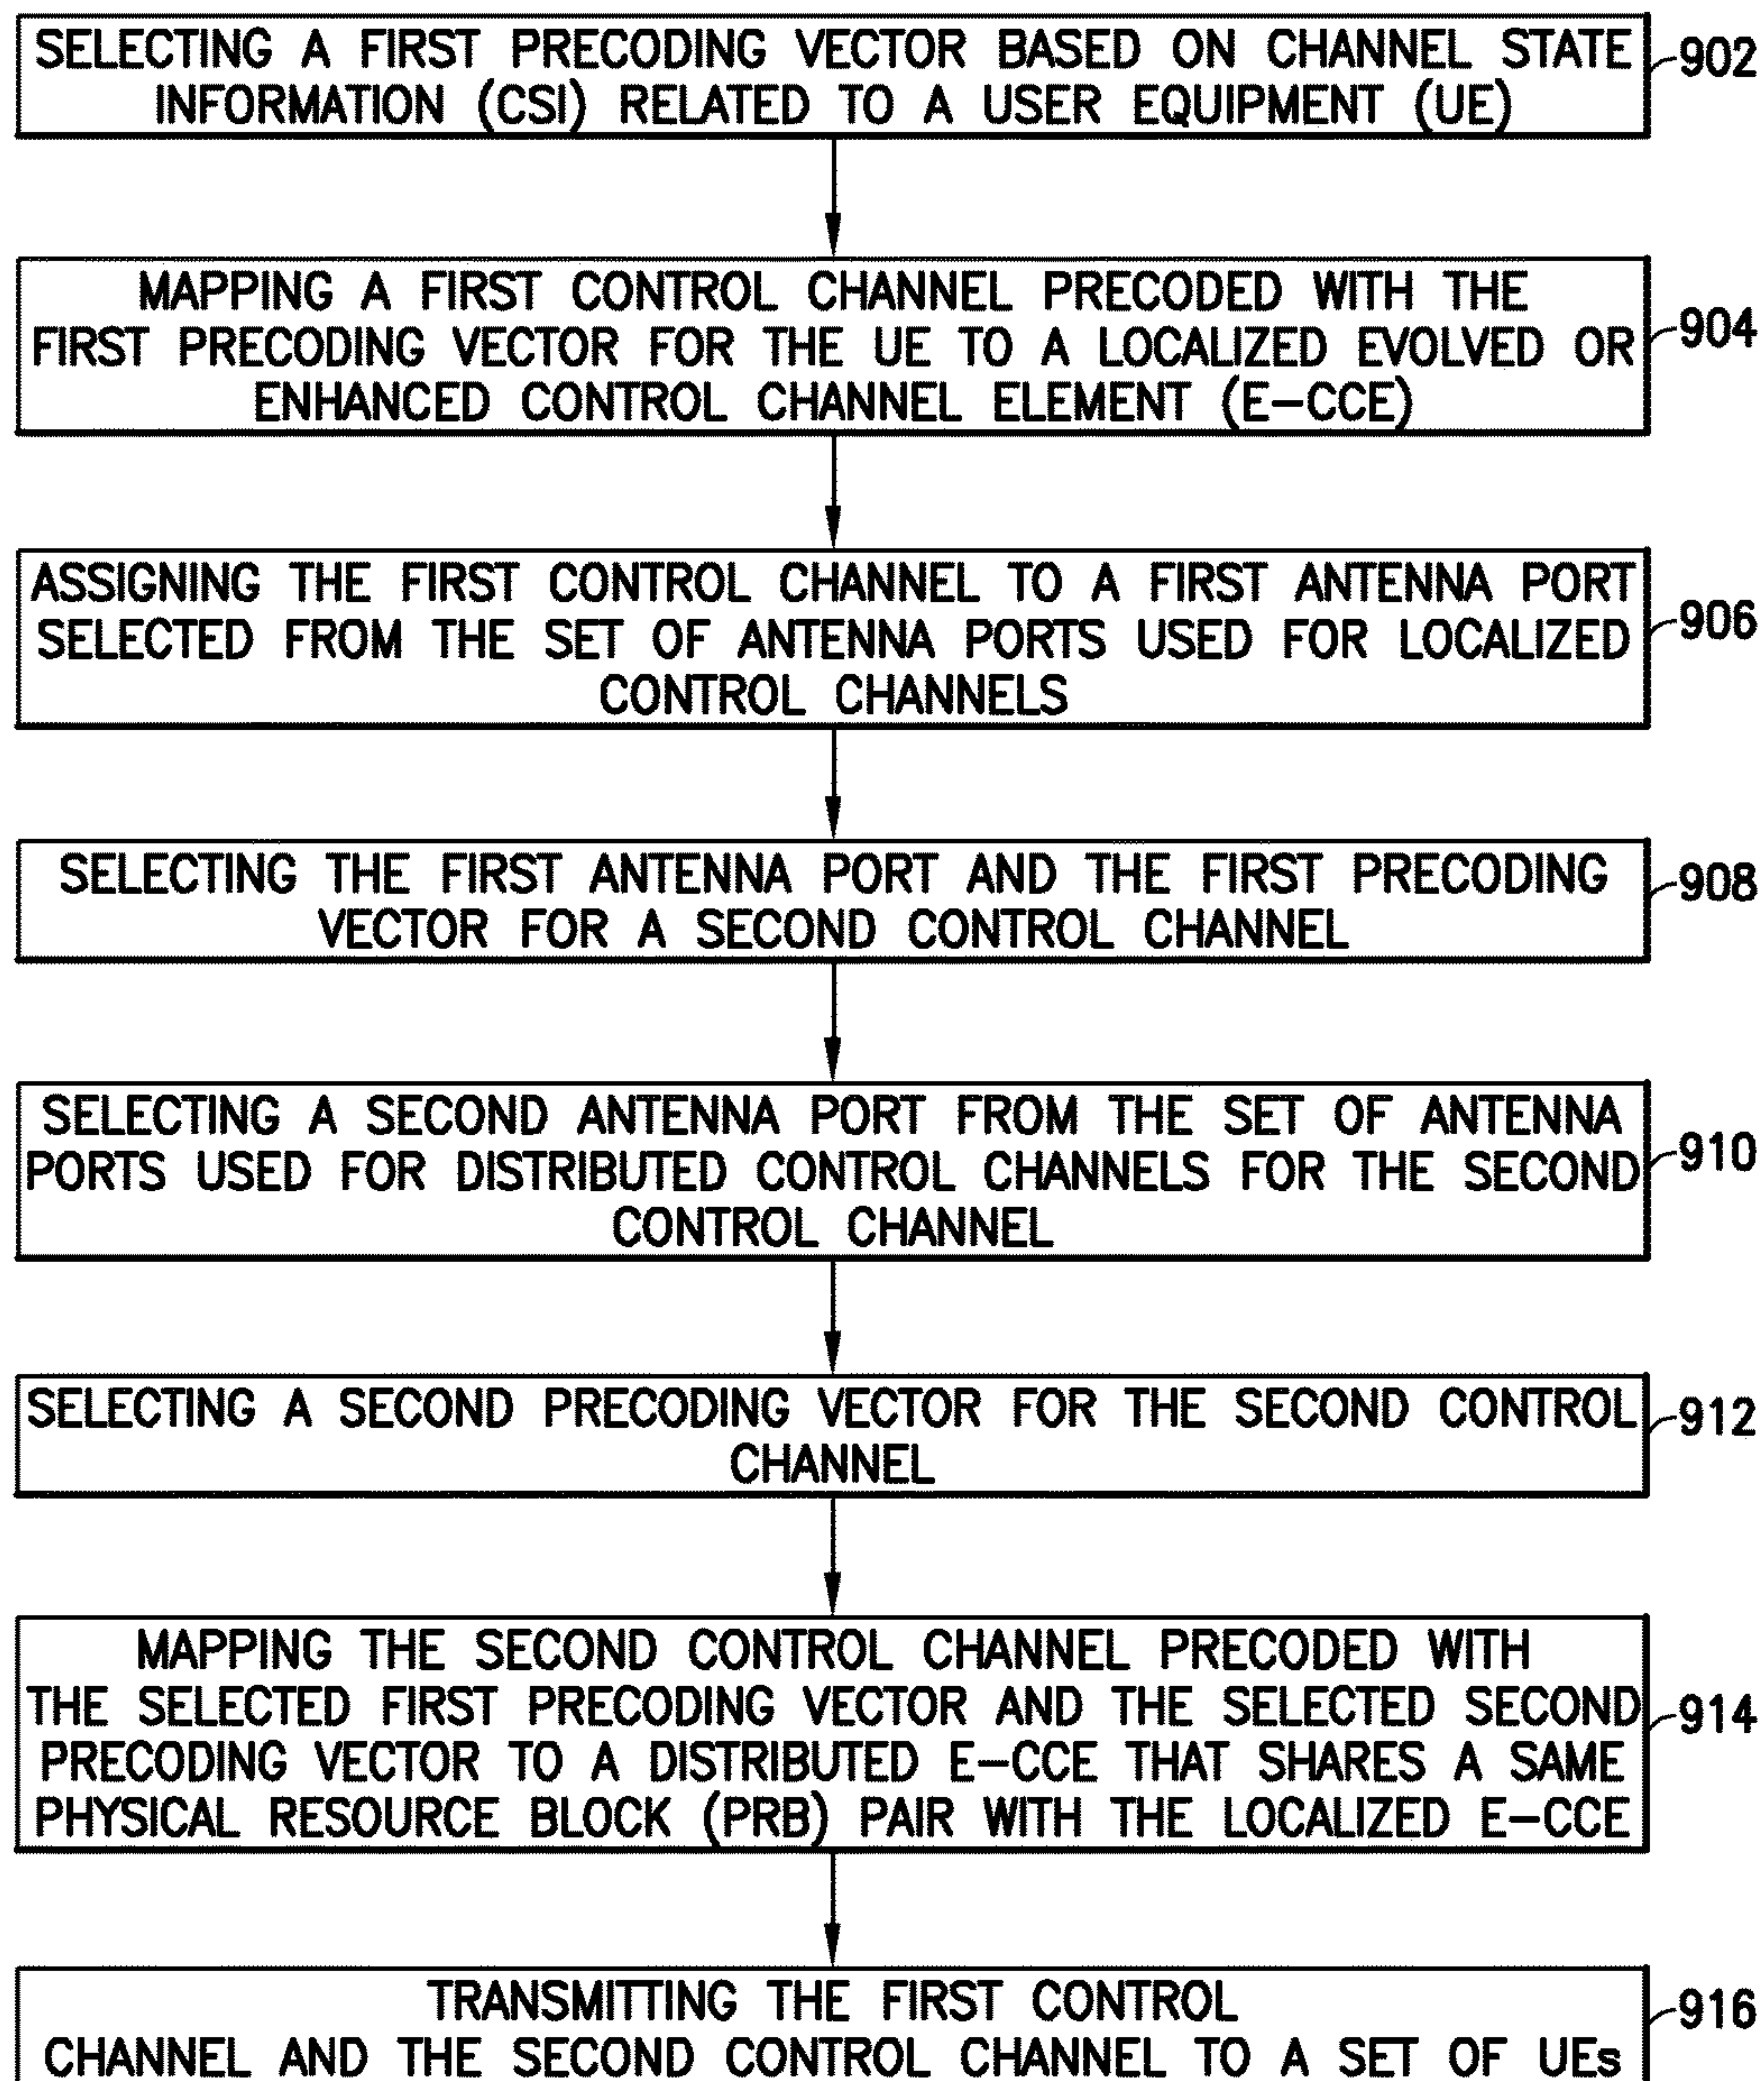 SELECTING A FIRST PRECODING VECTOR BASED ON CHANNEL STATE
INFORMATION (CSI) RELATED TO A USER EQUIPMENT (UE)
902
MAPPING A FIRST CONTROL CHANNEL PRECODED WITH THE
FIRST PRECODING VECTOR FOR THE UE TO A LOCALIZED EVOLVED OR
ENHANCED CONTROL CHANNEL ELEMENT (E-CCE)
904
ASSIGNING THE FIRST CONTROL CHANNEL TO A FIRST ANTENNA PORT
SELECTED FROM THE SET OF ANTENNA PORTS USED FOR LOCALIZED
CONTROL CHANNELS
906
SELECTING THE FIRST ANTENNA PORT AND THE FIRST PRECODING
VECTOR FOR A SECOND CONTROL CHANNEL
908
SELECTING A SECOND ANTENNA PORT FROM THE SET OF ANTENNA
PORTS USED FOR DISTRIBUTED CONTROL CHANNELS FOR THE SECOND
CONTROL CHANNEL
910
SELECTING A SECOND PRECODING VECTOR FOR THE SECOND CONTROL
CHANNEL
912
MAPPING THE SECOND CONTROL CHANNEL PRECODED WITH
THE SELECTED FIRST PRECODING VECTOR AND THE SELECTED SECOND
PRECODING VECTOR TO A DISTRIBUTED E-CCE THAT SHARES A SAME
PHYSICAL RESOURCE BLOCK (PRB) PAIR WITH THE LOCALIZED E-CCE
914
TRANSMITTING THE FIRST CONTROL
CHANNEL AND THE SECOND CONTROL CHANNEL TO A SET OF UEs
916